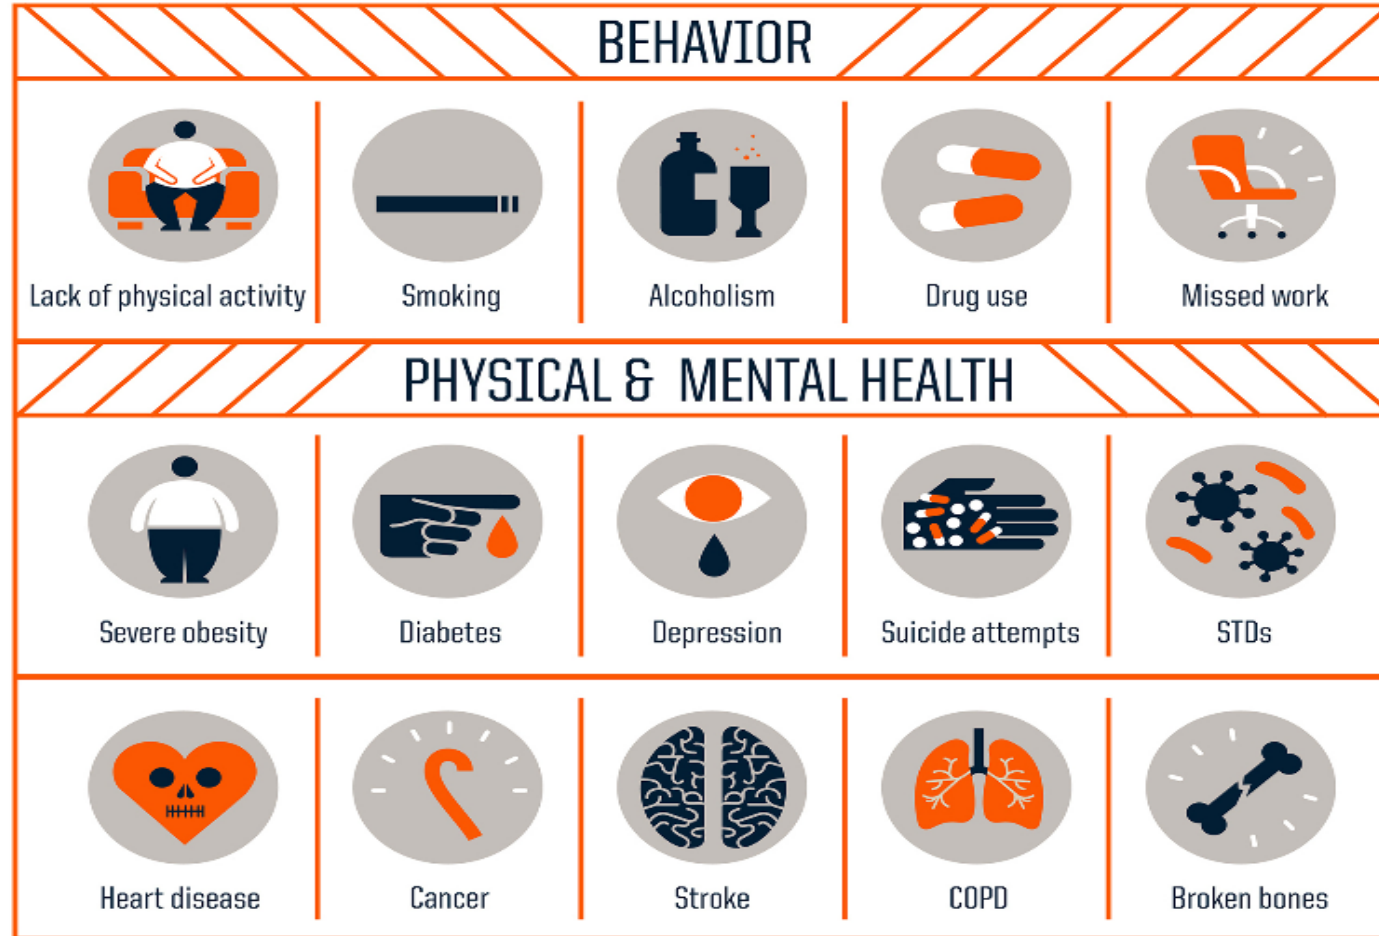 BEHAVIOR
Lack of physical activity
Smoking
Alcoholism
Drug use
Missed work
PHYSICAL & MENTAL HEALTH
Severe obesity
Diabetes
Depression
Suicide attempts
STDs
Heart disease
Cancer
Stroke
COPD
Broken bones